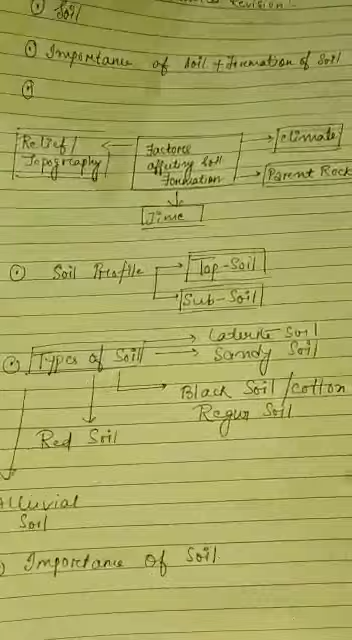 Revision.
Soil
Importance of Soil + Formation of Soil
Relief/
Topography
Factors
affecting Soil
Formation
Climate
Parent Rock
Time
Soil Profile
Top-Soil
Sub-Soil
Types of Soil
Laterite Soil
Sandy Soil
Black Soil/cotton
Regur Soil
Red Soil
Alluvial
Soil
Importance of Soil